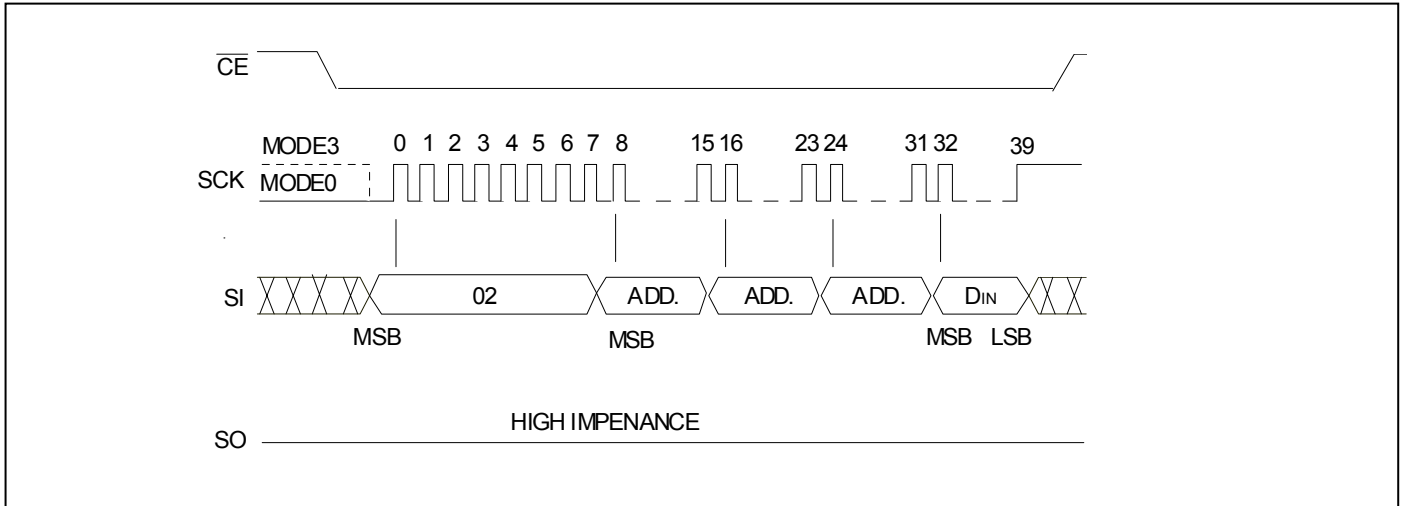 CE
MODE3 0 1 2 3 4 5 6 7 8 15 16 23 24 31 32 39
SCK MODE0
SI 02 ADD. ADD. ADD. DIN
MSB MSB MSB LSB
HIGH IMPENANCE
SO